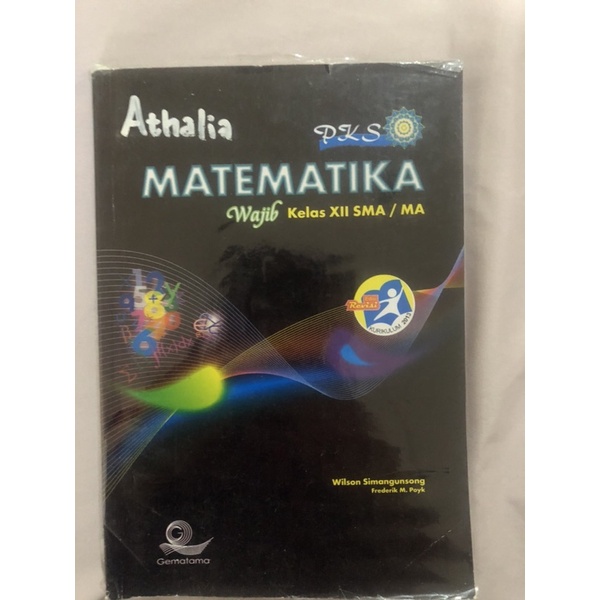 Athalia
PKS
MATEMATIKA
Wajib Kelas XII SMA / MA
Revisi
KURIKULUM 2013
Wilson Simangunsong
Frederik M. Poyk
Gematama